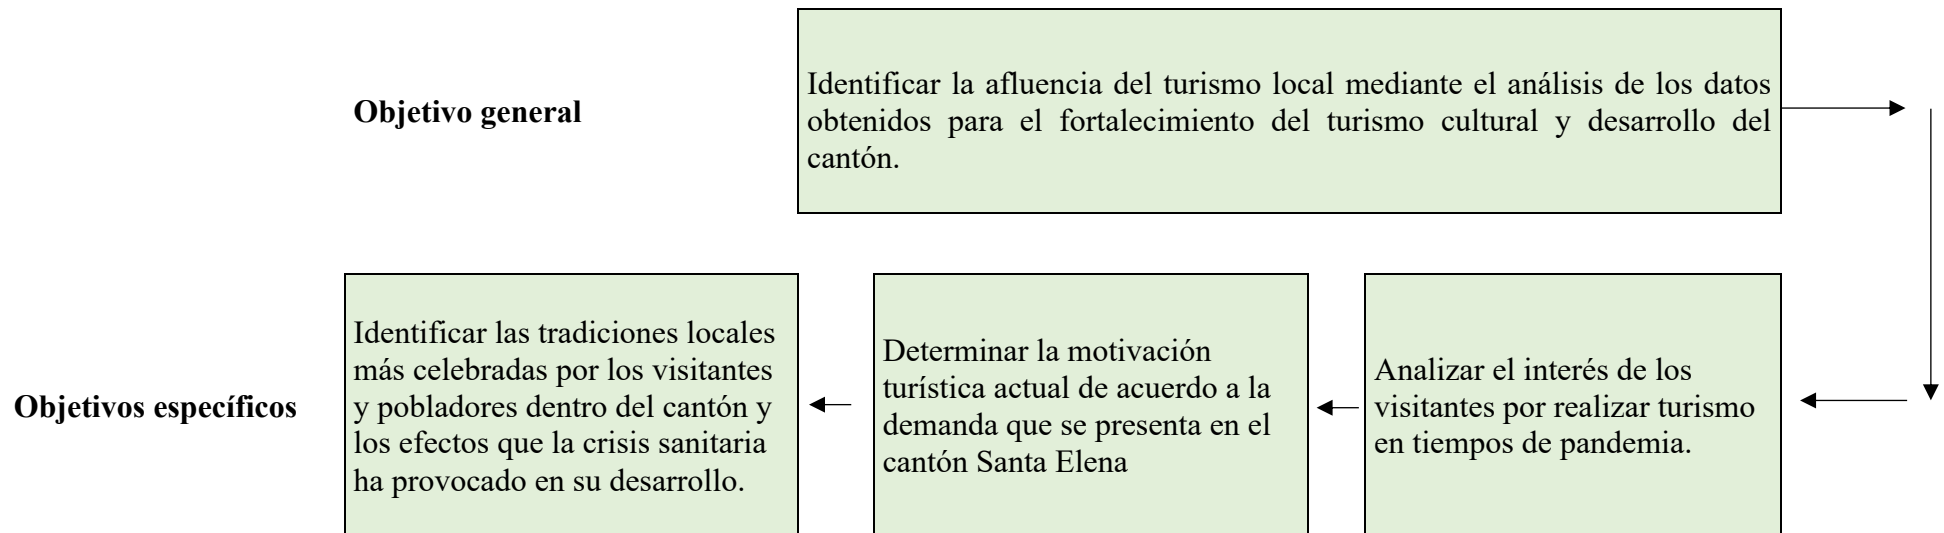 Objetivo general
Identificar la afluencia del turismo local mediante el análisis de los datos
obtenidos para el fortalecimiento del turismo cultural y desarrollo del
cantón.
Objetivos específicos
Identificar las tradiciones locales
más celebradas por los visitantes
y pobladores dentro del cantón y
los efectos que la crisis sanitaria
ha provocado en su desarrollo.
Determinar la motivación
turística actual de acuerdo a la
demanda que se presenta en el
cantón Santa Elena
Analizar el interés de los
visitantes por realizar turismo
en tiempos de pandemia.